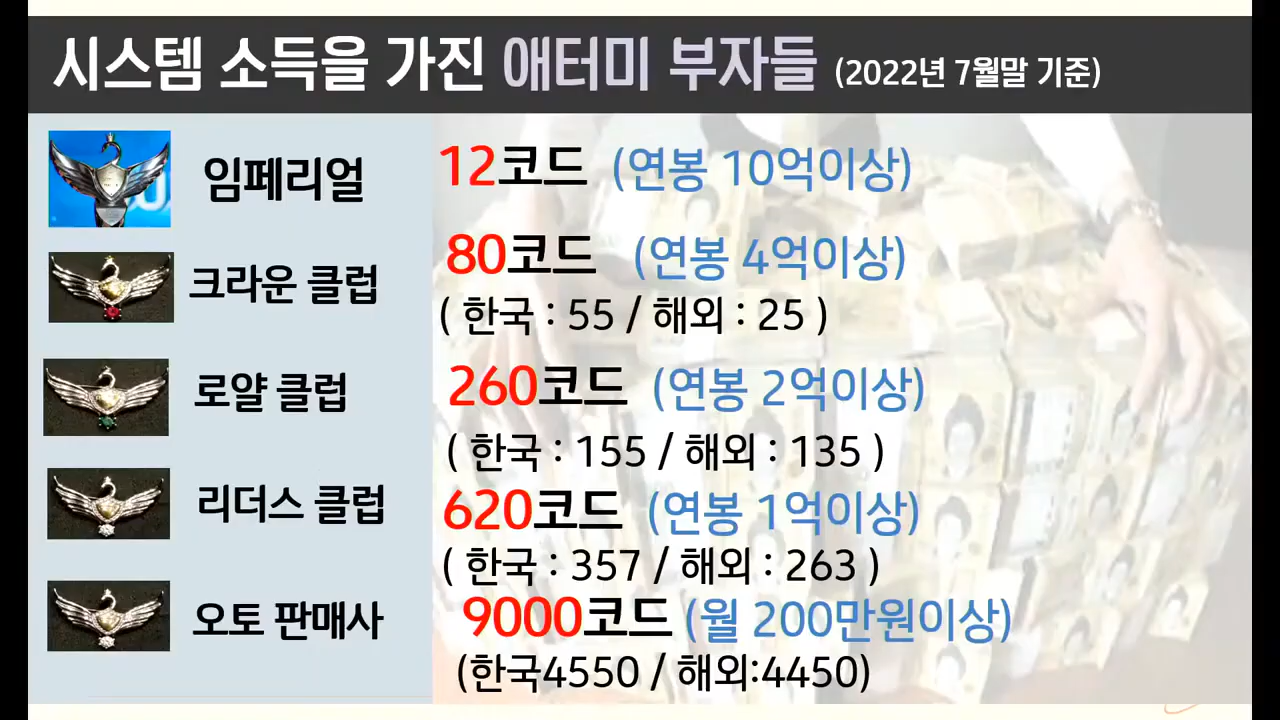 시스템 소득을 가진 애터미 부자들 (2022년 7월말 기준)
임페리얼 12코드 (연봉 10억이상)
크라운 클럽 80코드 (연봉 4억이상)
( 한국 : 55 / 해외 : 25 )
로얄 클럽 260코드 (연봉 2억이상)
( 한국 : 155 / 해외 : 135 )
리더스 클럽 620코드 (연봉 1억이상)
( 한국 : 357 / 해외 : 263 )
오토 판매사 9000코드 (월 200만원이상)
(한국4550 / 해외:4450)